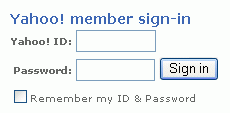 Yahoo! member sign-in
Yahoo! ID:
Password: Sign in
Remember my ID & Password